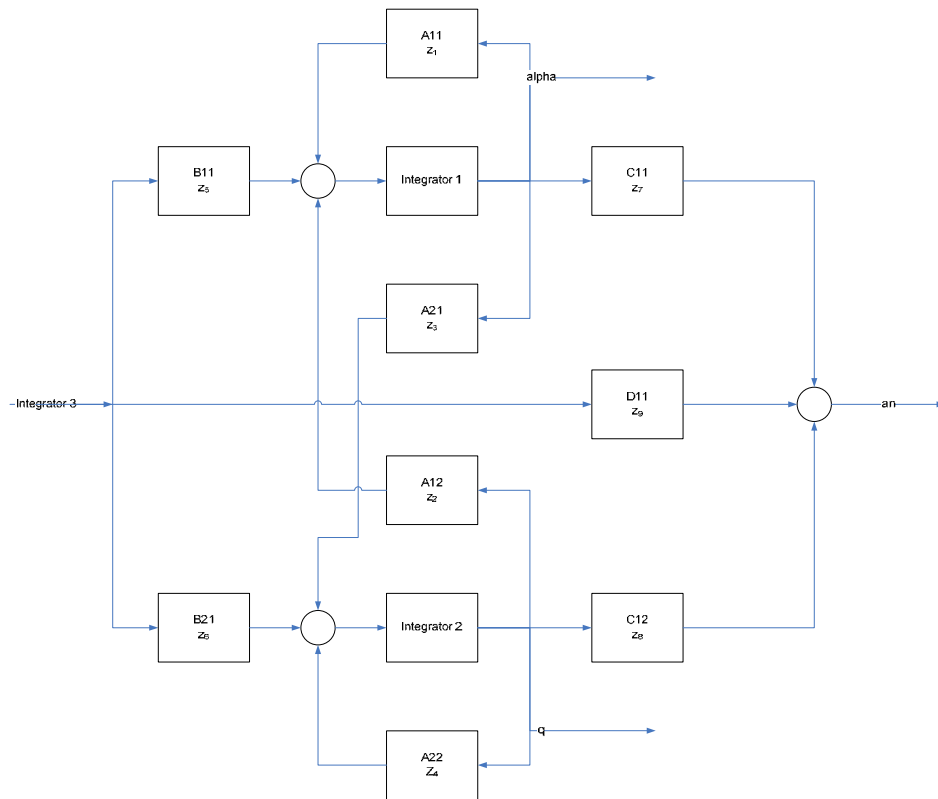 A11
z₁
alpha
B11
z₅
Integrator 1
C11
z₇
A21
z₃
Integrator 3
D11
z₉
an
A12
z₂
B21
z₆
Integrator 2
C12
z₈
q
A22
Z₄